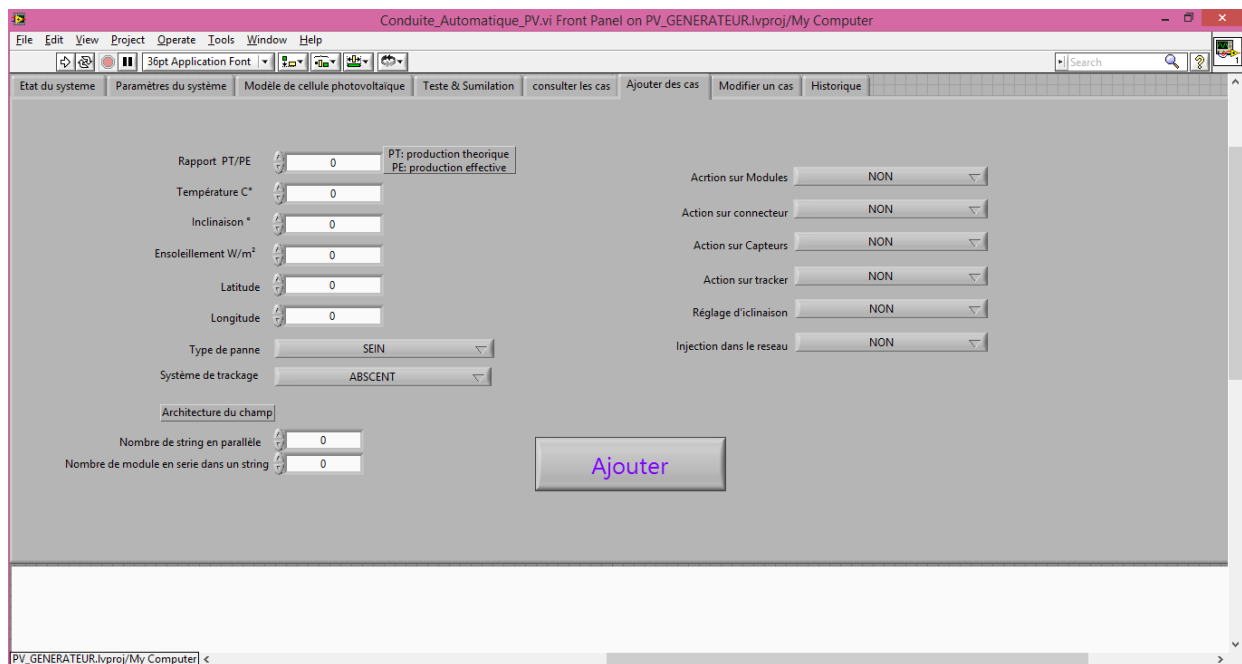 Conduite_Automatique_PV.vi Front Panel on PV_GENERATEUR.lvproj/My Computer
File Edit View Project Operate Tools Window Help
36pt Application Font
Search
Etat du systeme Paramètres du système Modèle de cellule photovoltaïque Teste & Sumilation consulter les cas Ajouter des cas Modifier un cas Historique
Rapport PT/PE 0
PT: production theorique
PE: production effective
Température C° 0
Inclinaison ° 0
Ensoleillement W/m² 0
Latitude 0
Longitude 0
Type de panne SEIN
Système de trackage ABSCENT
Architecture du champ
Nombre de string en parallèle 0
Nombre de module en serie dans un string 0
Acrtion sur Modules NON
Action sur connecteur NON
Action sur Capteurs NON
Action sur tracker NON
Réglage d'iclinaison NON
Injection dans le reseau NON
Ajouter
PV_GENERATEUR.lvproj/My Computer